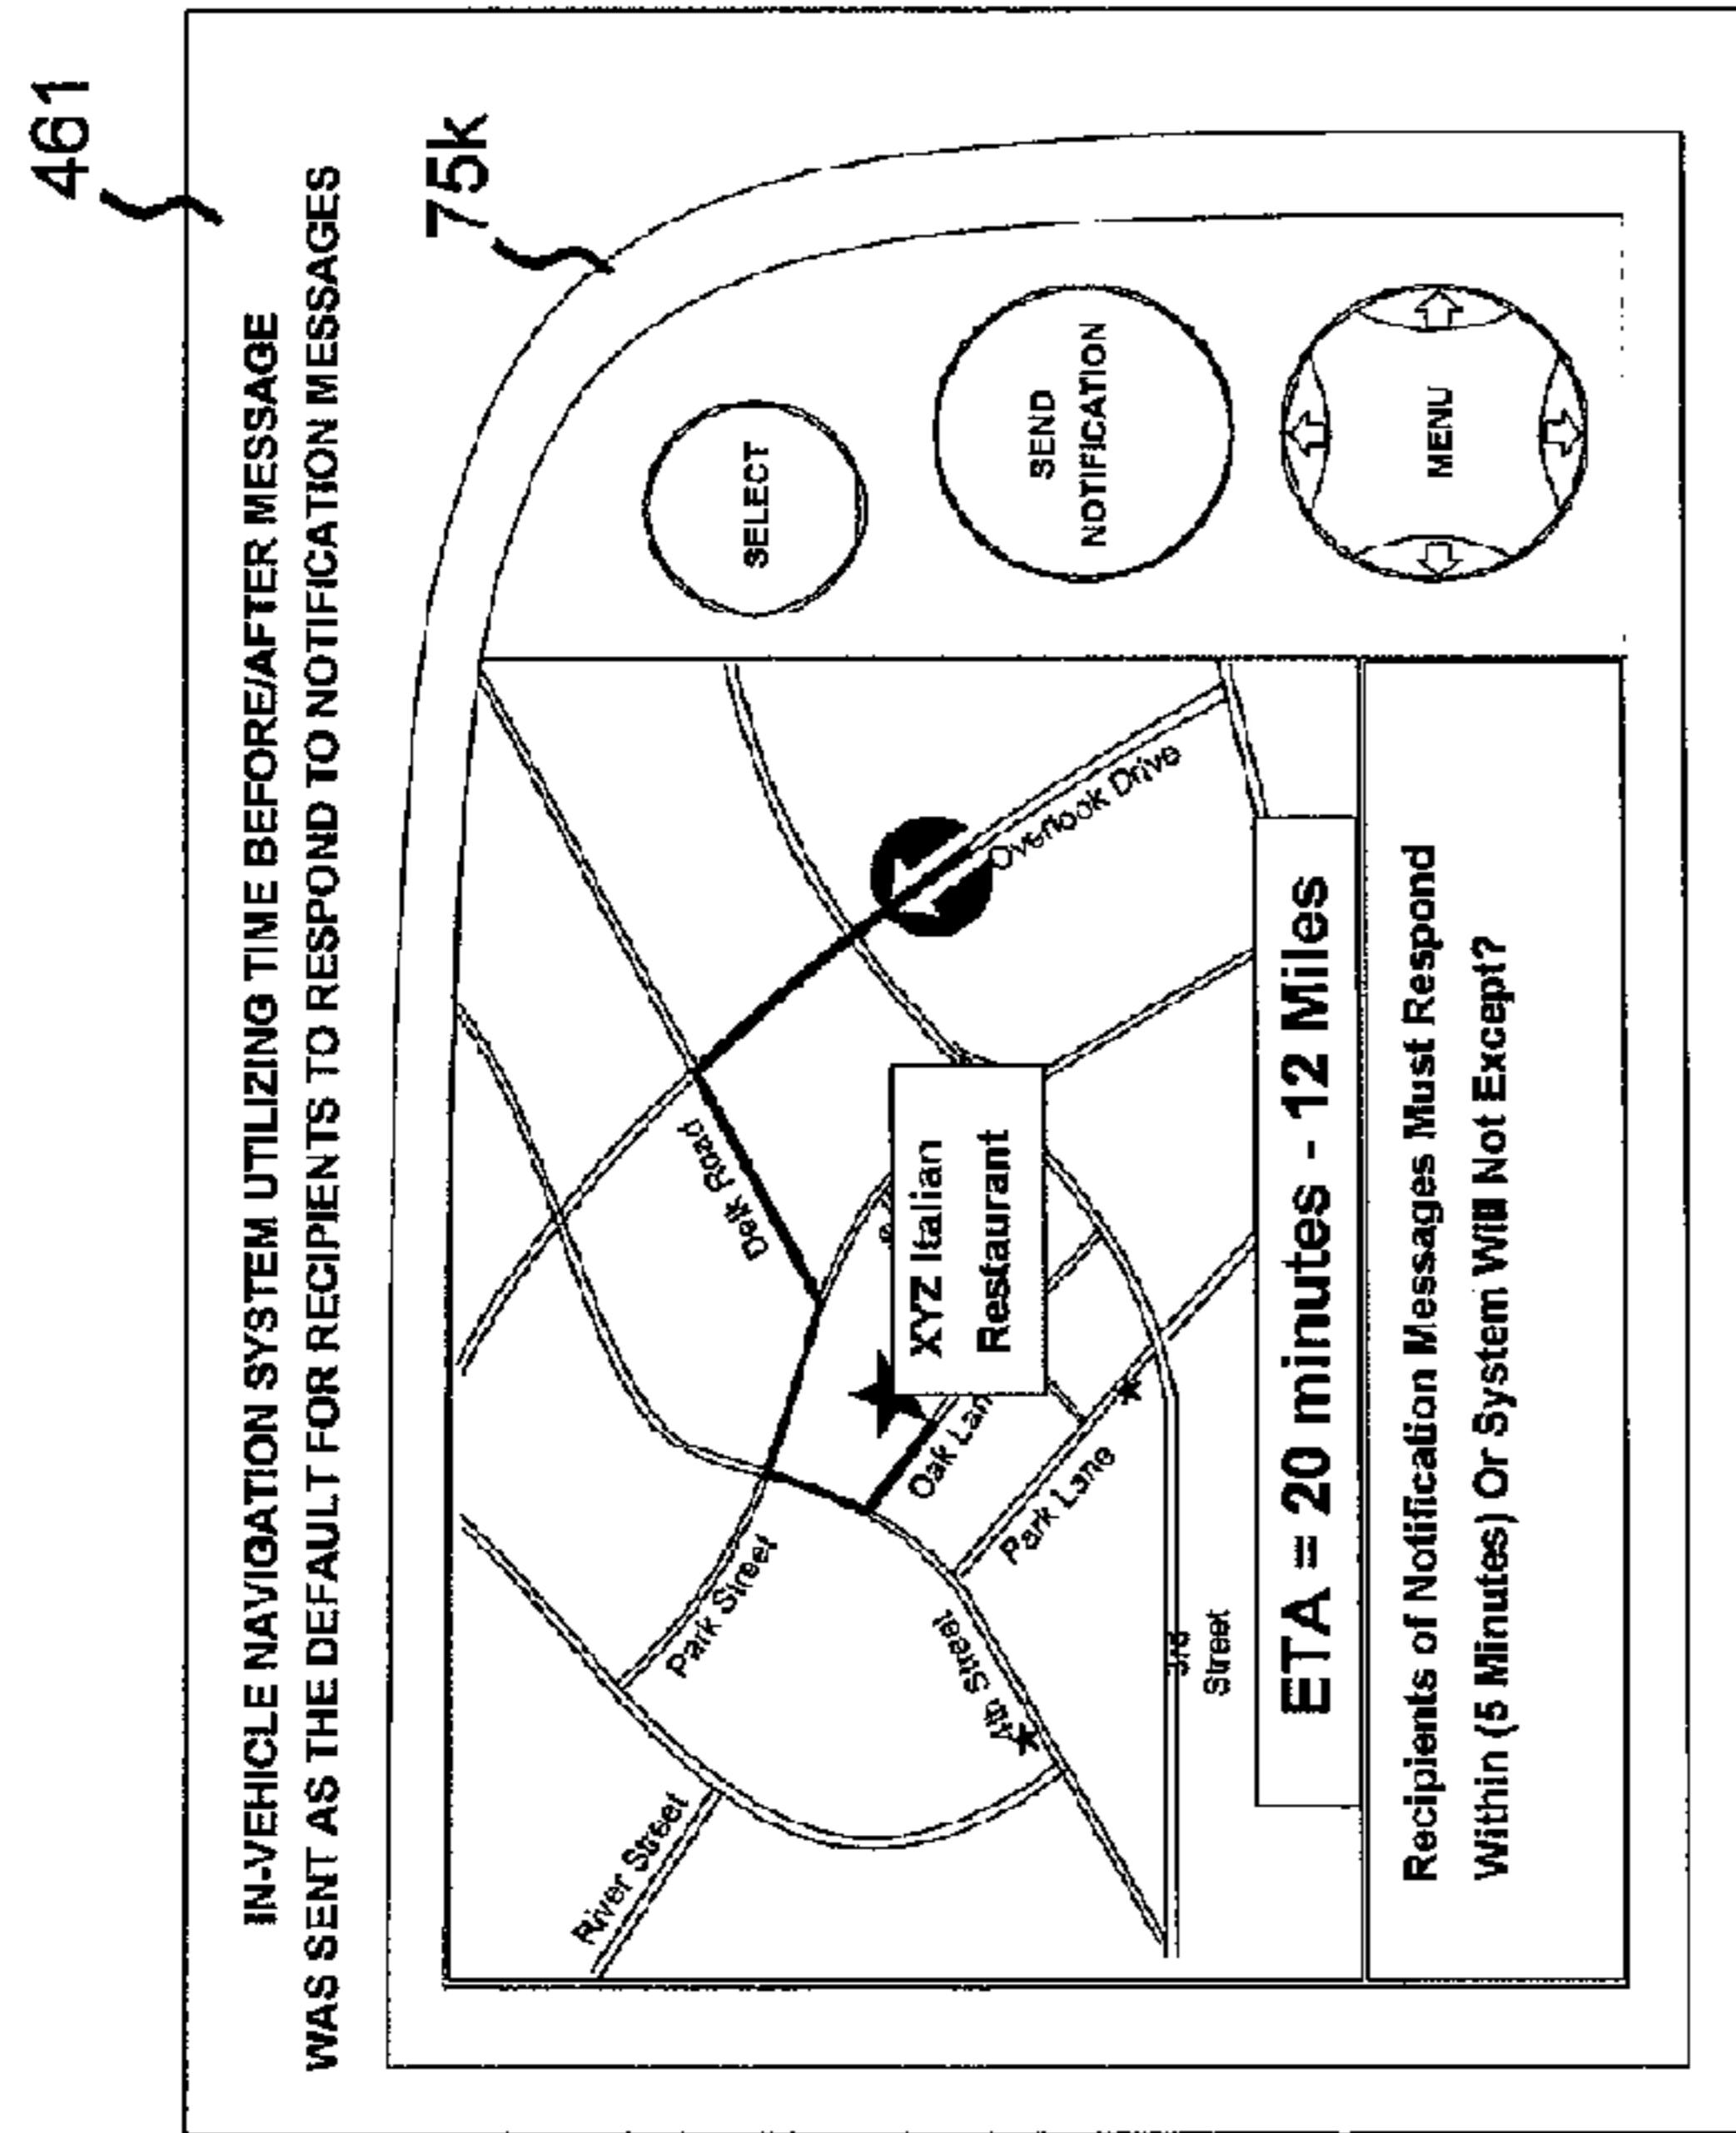 461
IN-VEHICLE NAVIGATION SYSTEM UTILIZING TIME BEFORE/AFTER MESSAGE
WAS SENT AS THE DEFAULT FOR RECIPIENTS TO RESPOND TO NOTIFICATION MESSAGES
75k
SELECT
SEND
NOTIFICATION
MENU
River Street
Park Street
Delk Road
Overlook Drive
XYZ Italian
Restaurant
Oak Lan
Park Lane
4th Street
3rd
Street
ETA = 20 minutes - 12 Miles
Recipients of Notification Messages Must Respond
Within (5 Minutes) Or System Will Not Except?